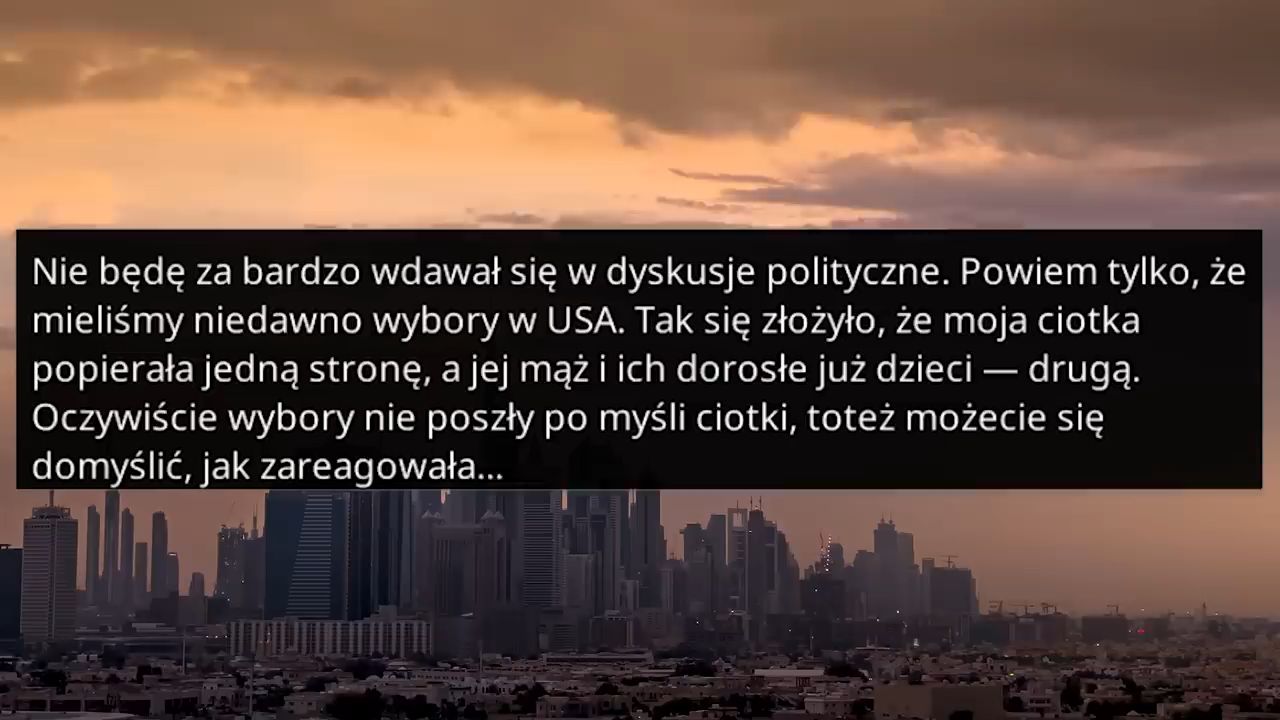 Nie będę za bardzo wdawał się w dyskusje polityczne. Powiem tylko, że
mieliśmy niedawno wybory w USA. Tak się złożyło, że moja ciotka
popierała jedną stronę, a jej mąż i ich dorosłe już dzieci — drugą.
Oczywiście wybory nie poszły po myśli ciotki, toteż możecie się
domyślić, jak zareagowała...